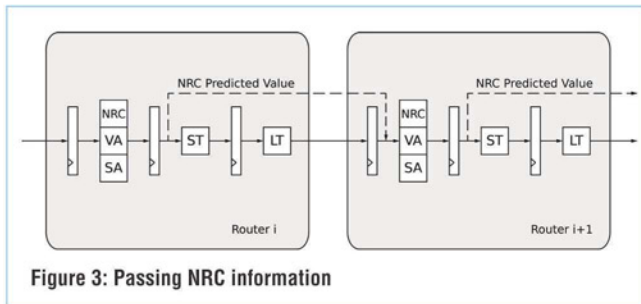 NRC Predicted Value
NRC Predicted Value
NRC
VA
SA
ST
LT
NRC
VA
SA
ST
LT
Router i
Router i+1
Figure 3: Passing NRC information